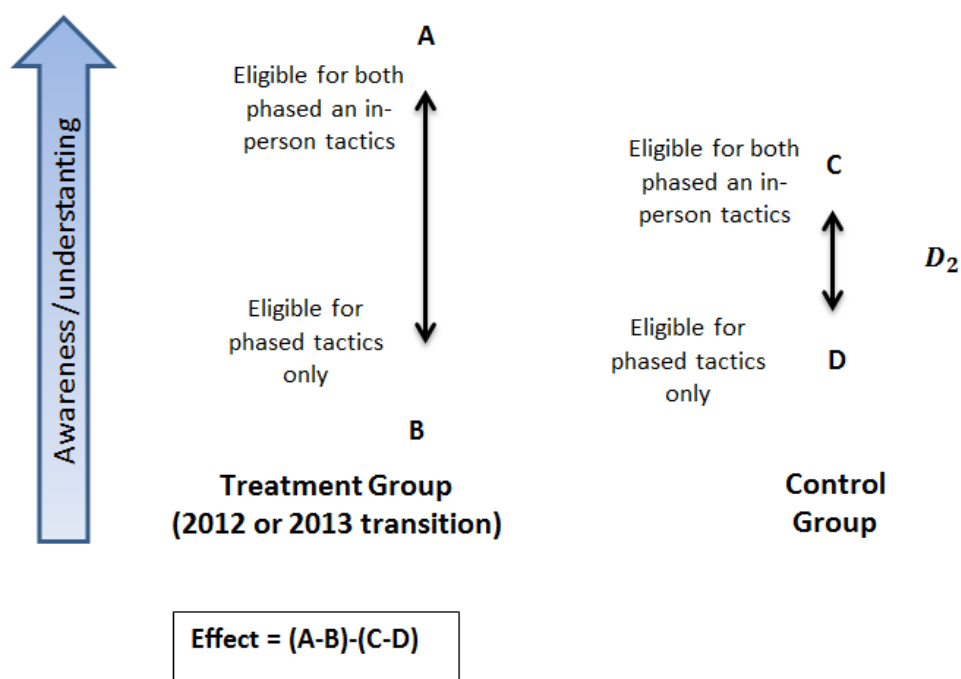 Awareness/understanting
A
Eligible for both
phased an in-
person tactics
Eligible for
phased tactics
only
B
Treatment Group
(2012 or 2013 transition)
Eligible for both
phased an in-
person tactics
C
D₂
Eligible for
phased tactics
only
D
Control
Group
Effect = (A-B)-(C-D)